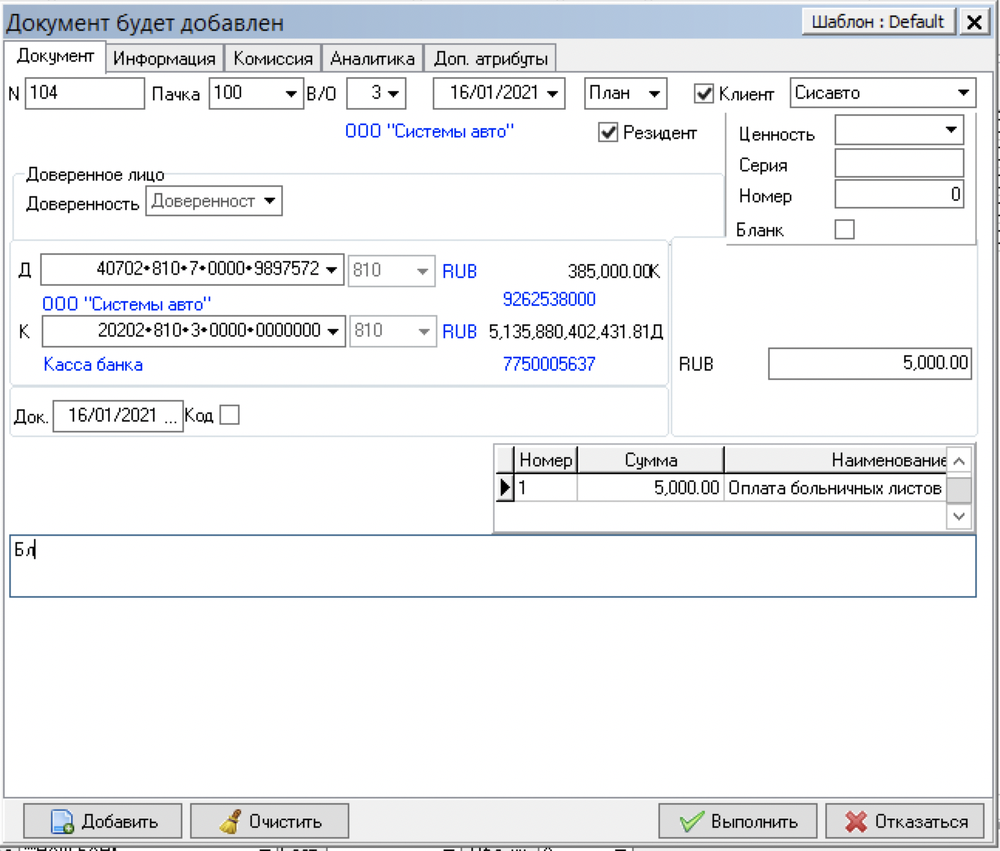 Документ будет добавлен Шаблон : Default
Документ Информация Комиссия Аналитика Доп. атрибуты
N 104 Пачка 100 В/О 3 16/01/2021 План Клиент Сисавто
ООО "Системы авто" Резидент
Ценность
Серия
Номер 0
Бланк
Доверенное лицо
Доверенность Доверенност
Д 40702•810•7•0000•9897572 810 RUB 385,000.00К
ООО "Системы авто" 9262538000
К 20202•810•3•0000•0000000 810 RUB 5,135,880,402,431.81Д
Касса банка 7750005637
RUB 5,000.00
Док. 16/01/2021 ... Код
Номер Сумма Наименование
1 5,000.00 Оплата больничных листов
Бл
Добавить Очистить Выполнить Отказаться